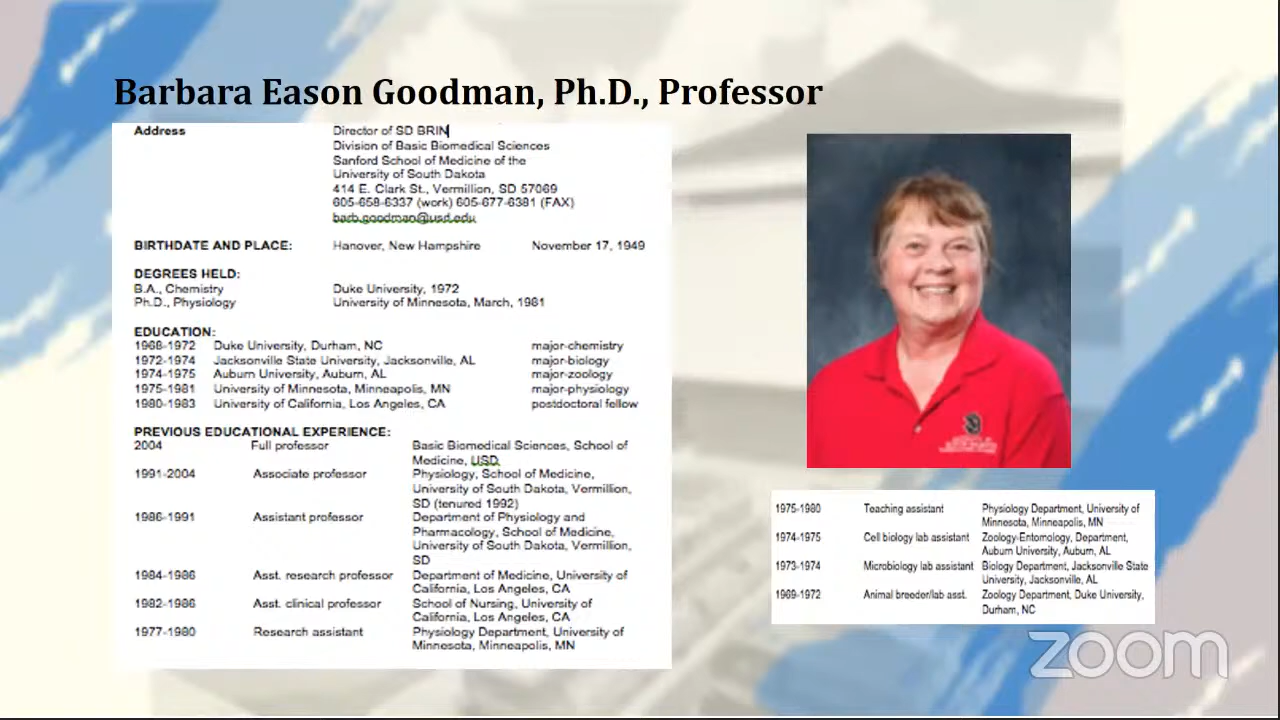 Barbara Eason Goodman, Ph.D., Professor
Address Director of SD BRIN
Division of Basic Biomedical Sciences
Sanford School of Medicine of the
University of South Dakota
414 E. Clark St., Vermillion, SD 57069
605-658-6337 (work) 605-677-6381 (FAX)
barb.goodman@usd.edu
BIRTHDATE AND PLACE: Hanover, New Hampshire November 17, 1949
DEGREES HELD:
B.A., Chemistry Duke University, 1972
Ph.D., Physiology University of Minnesota, March, 1981
EDUCATION:
1968-1972 Duke University, Durham, NC major-chemistry
1972-1974 Jacksonville State University, Jacksonville, AL major-biology
1974-1975 Auburn University, Auburn, AL major-zoology
1975-1981 University of Minnesota, Minneapolis, MN major-physiology
1980-1983 University of California, Los Angeles, CA postdoctoral fellow
PREVIOUS EDUCATIONAL EXPERIENCE:
2004 Full professor Basic Biomedical Sciences, School of
Medicine, USD
1991-2004 Associate professor Physiology, School of Medicine,
University of South Dakota, Vermillion,
SD (tenured 1992)
1986-1991 Assistant professor Department of Physiology and
Pharmacology, School of Medicine,
University of South Dakota, Vermillion,
SD
1984-1986 Asst. research professor Department of Medicine, University of
California, Los Angeles, CA
1982-1986 Asst. clinical professor School of Nursing, University of
California, Los Angeles, CA
1977-1980 Research assistant Physiology Department, University of
Minnesota, Minneapolis, MN
1975-1980 Teaching assistant Physiology Department, University of
Minnesota, Minneapolis, MN
1974-1975 Cell biology lab assistant Zoology-Entomology, Department,
Auburn University, Auburn, AL
1973-1974 Microbiology lab assistant Biology Department, Jacksonville State
University, Jacksonville, AL
1969-1972 Animal breeder/lab asst. Zoology Department, Duke University,
Durham, NC
zoom